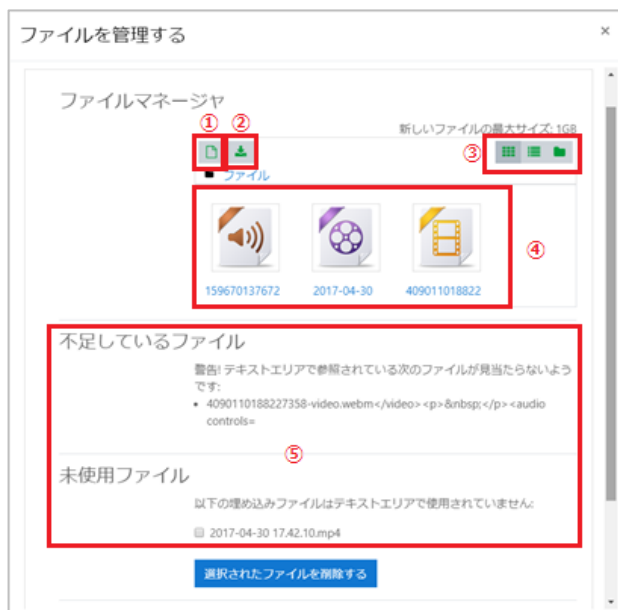 ファイルを管理する ×
ファイルマネージャ
① ②
新しいファイルの最大サイズ: 1GB
③
ファイル
④
159670137672 2017-04-30 409011018822
不足しているファイル
警告! テキストエリアで参照されている次のファイルが見当たらないよう
です:
• 4090110188227358-video.webm</video><p>&nbsp;</p><audio
controls=
⑤
未使用ファイル
以下の埋め込みファイルはテキストエリアで使用されていません:
2017-04-30 17.42.10.mp4
選択されたファイルを削除する